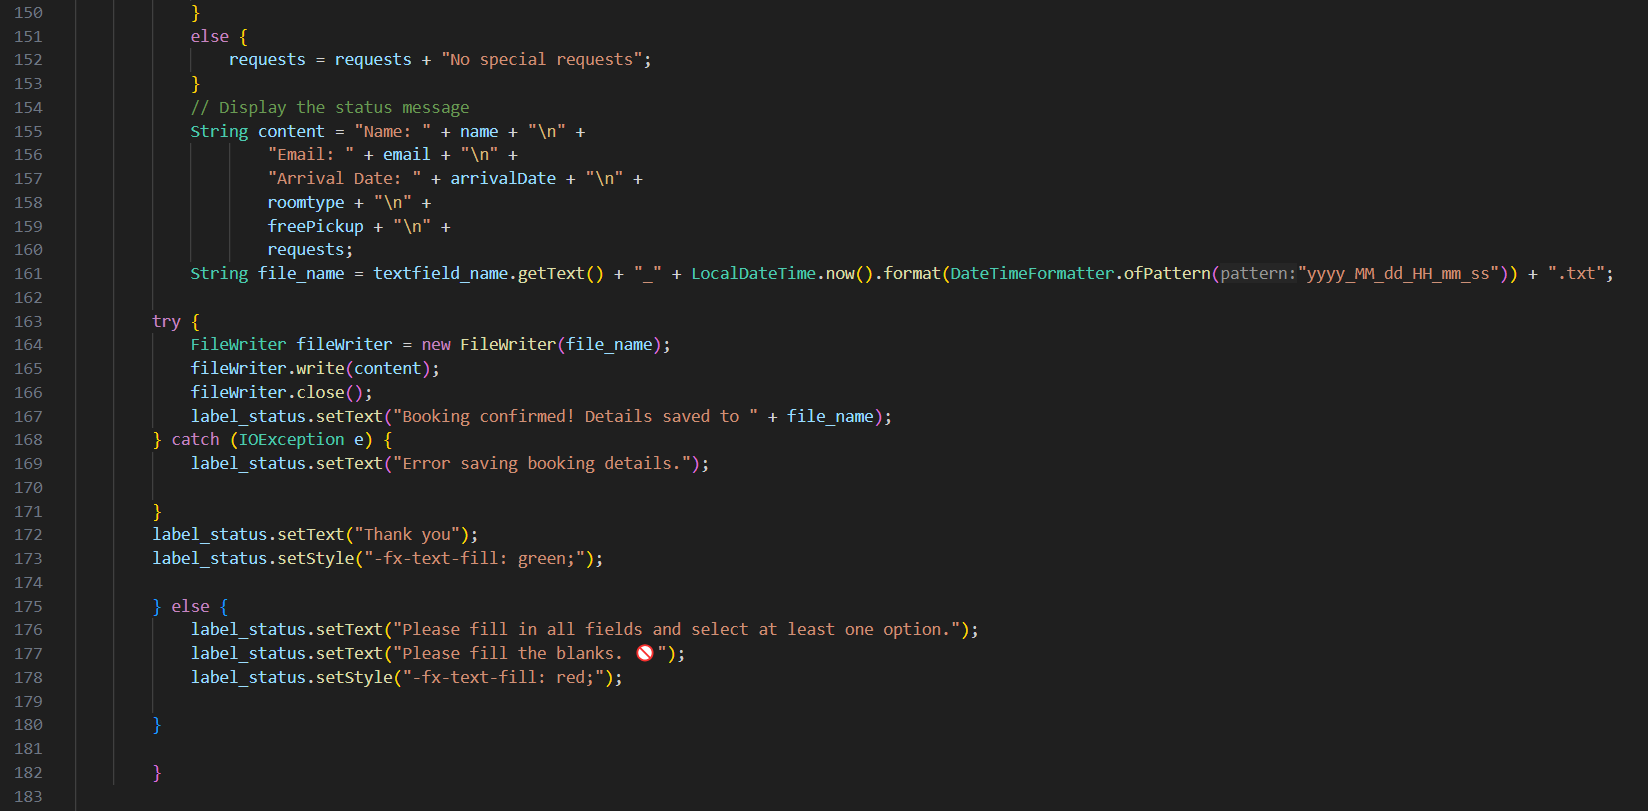 150 }
151 else {
152 requests = requests + "No special requests";
153 }
154 // Display the status message
155 String content = "Name: " + name + "\n" +
156 "Email: " + email + "\n" +
157 "Arrival Date: " + arrivalDate + "\n" +
158 roomtype + "\n" +
159 freePickup + "\n" +
160 requests;
161 String file_name = textfield_name.getText() + "_" + LocalDateTime.now().format(DateTimeFormatter.ofPattern(pattern:"yyyy_MM_dd_HH_mm_ss")) + ".txt";
162
163 try {
164 FileWriter fileWriter = new FileWriter(file_name);
165 fileWriter.write(content);
166 fileWriter.close();
167 label_status.setText("Booking confirmed! Details saved to " + file_name);
168 } catch (IOException e) {
169 label_status.setText("Error saving booking details.");
170
171 }
172 label_status.setText("Thank you");
173 label_status.setStyle("-fx-text-fill: green;");
174
175 } else {
176 label_status.setText("Please fill in all fields and select at least one option.");
177 label_status.setText("Please fill the blanks. 🚫");
178 label_status.setStyle("-fx-text-fill: red;");
179
180 }
181
182 }
183